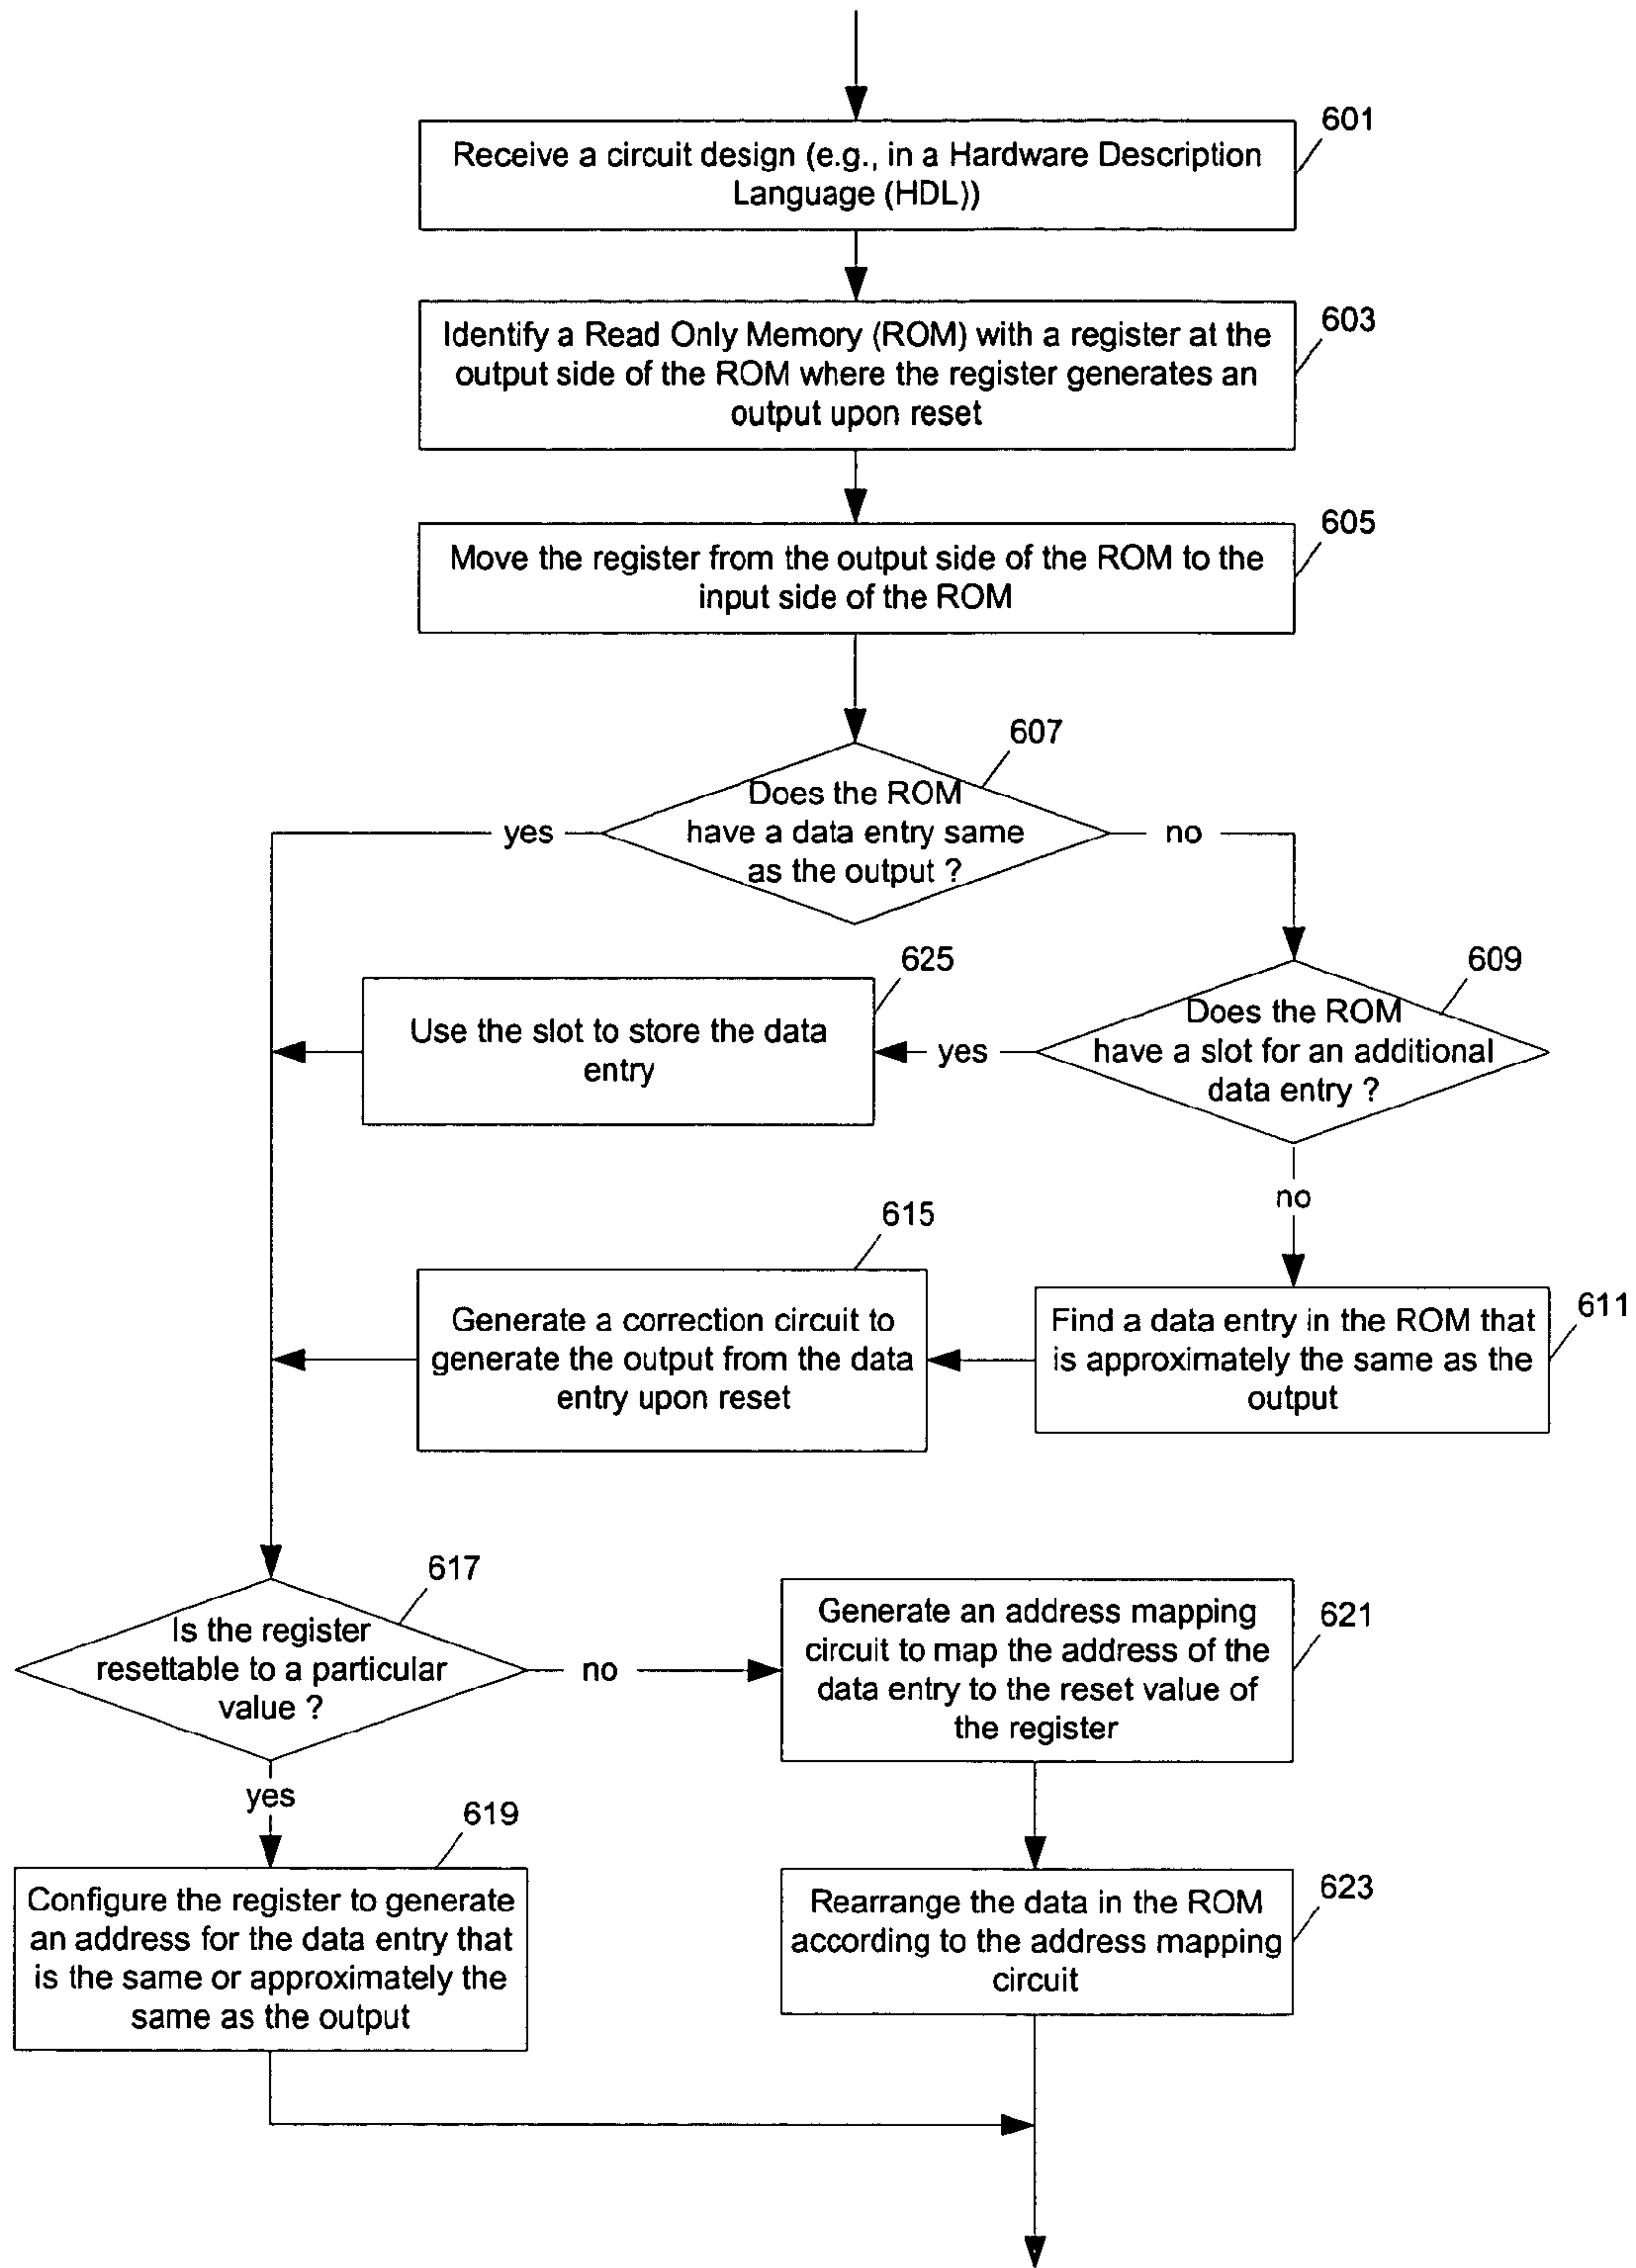 601
Receive a circuit design (e.g., in a Hardware Description
Language (HDL))
603
Identify a Read Only Memory (ROM) with a register at the
output side of the ROM where the register generates an
output upon reset
605
Move the register from the output side of the ROM to the
input side of the ROM
607
Does the ROM
have a data entry same
as the output ?
yes
no
625
Use the slot to store the data
entry
yes
609
Does the ROM
have a slot for an additional
data entry ?
no
615
Generate a correction circuit to
generate the output from the data
entry upon reset
611
Find a data entry in the ROM that
is approximately the same as the
output
617
Is the register
resettable to a particular
value ?
no
621
Generate an address mapping
circuit to map the address of the
data entry to the reset value of
the register
yes
619
Configure the register to generate
an address for the data entry that
is the same or approximately the
same as the output
623
Rearrange the data in the ROM
according to the address mapping
circuit